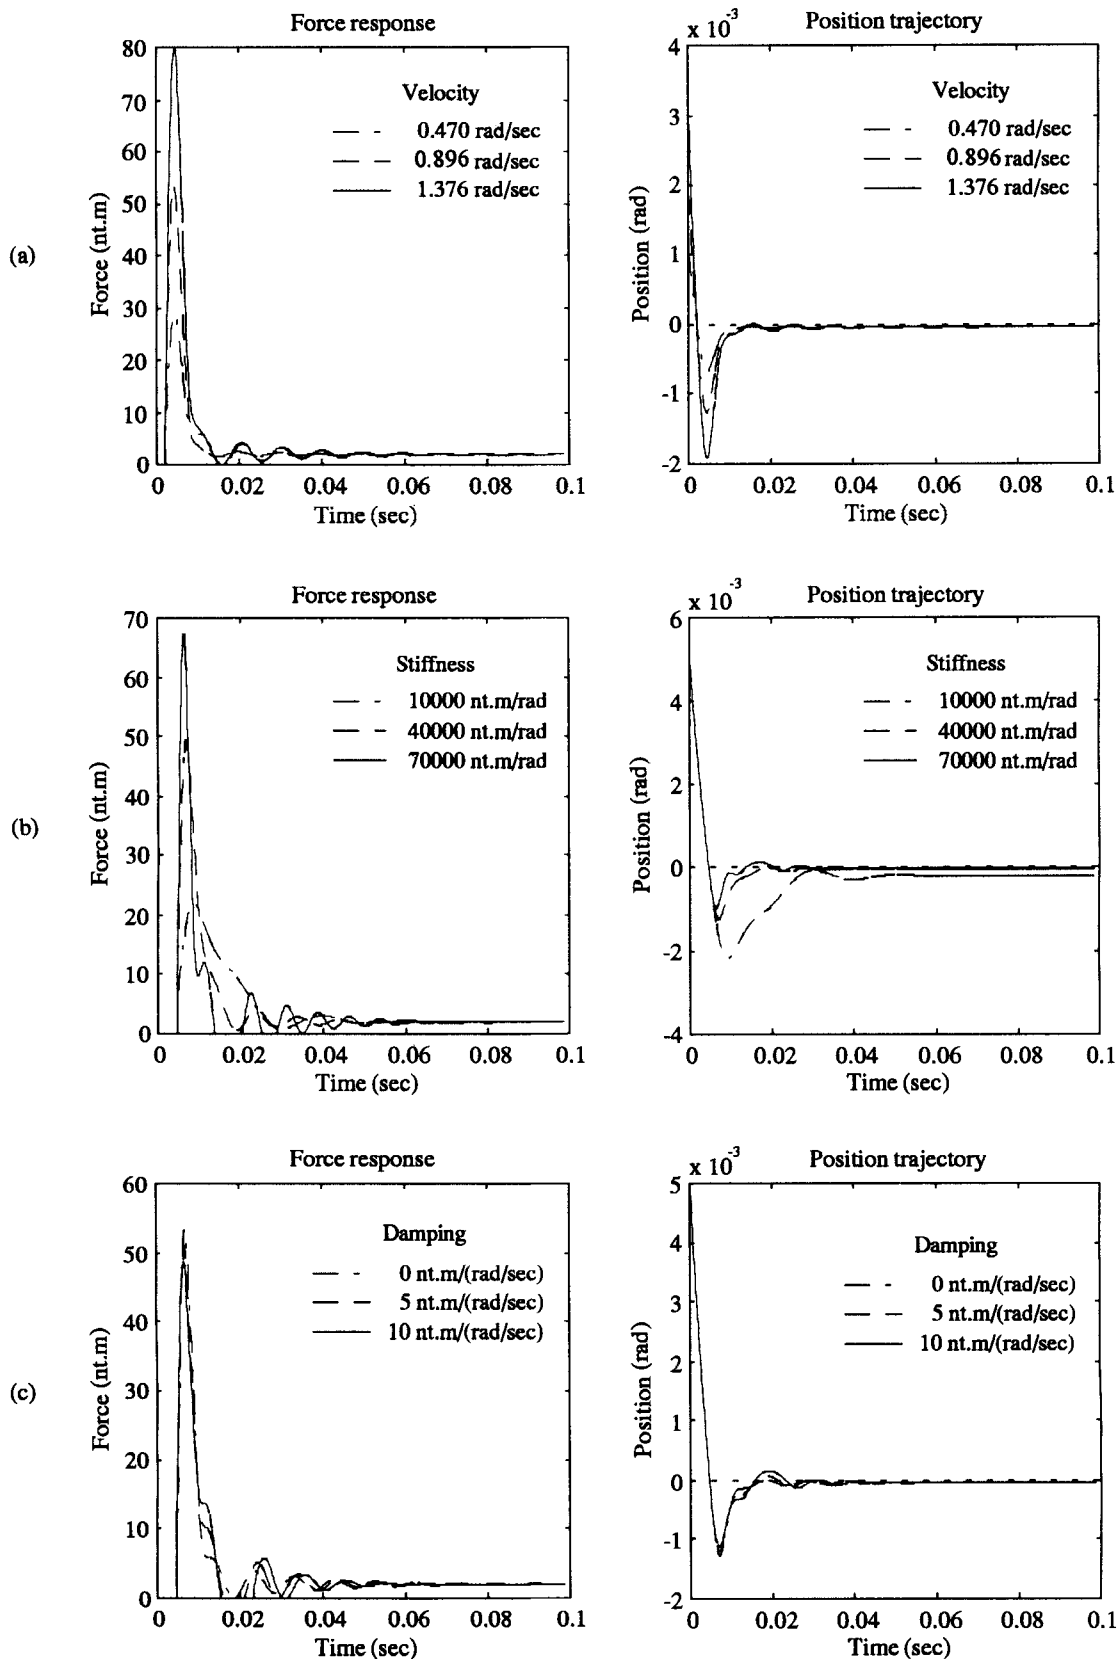 Force response
80
70
60
50
40
30
20
10
0
Force (nt.m)
Velocity
0.470 rad/sec
0.896 rad/sec
1.376 rad/sec
0 0.02 0.04 0.06 0.08 0.1
Time (sec)
(a)
Position trajectory
x 10-3
4
3
2
1
0
-1
-2
Position (rad)
Velocity
0.470 rad/sec
0.896 rad/sec
1.376 rad/sec
0 0.02 0.04 0.06 0.08 0.1
Time (sec)
Force response
70
60
50
40
30
20
10
0
Force (nt.m)
Stiffness
10000 nt.m/rad
40000 nt.m/rad
70000 nt.m/rad
0 0.02 0.04 0.06 0.08 0.1
Time (sec)
(b)
Position trajectory
x 10-3
6
4
2
0
-2
-4
Position (rad)
Stiffness
10000 nt.m/rad
40000 nt.m/rad
70000 nt.m/rad
0 0.02 0.04 0.06 0.08 0.1
Time (sec)
Force response
60
50
40
30
20
10
0
Force (nt.m)
Damping
0 nt.m/(rad/sec)
5 nt.m/(rad/sec)
10 nt.m/(rad/sec)
0 0.02 0.04 0.06 0.08 0.1
Time (sec)
(c)
Position trajectory
x 10-3
5
4
3
2
1
0
-1
-2
Position (rad)
Damping
0 nt.m/(rad/sec)
5 nt.m/(rad/sec)
10 nt.m/(rad/sec)
0 0.02 0.04 0.06 0.08 0.1
Time (sec)